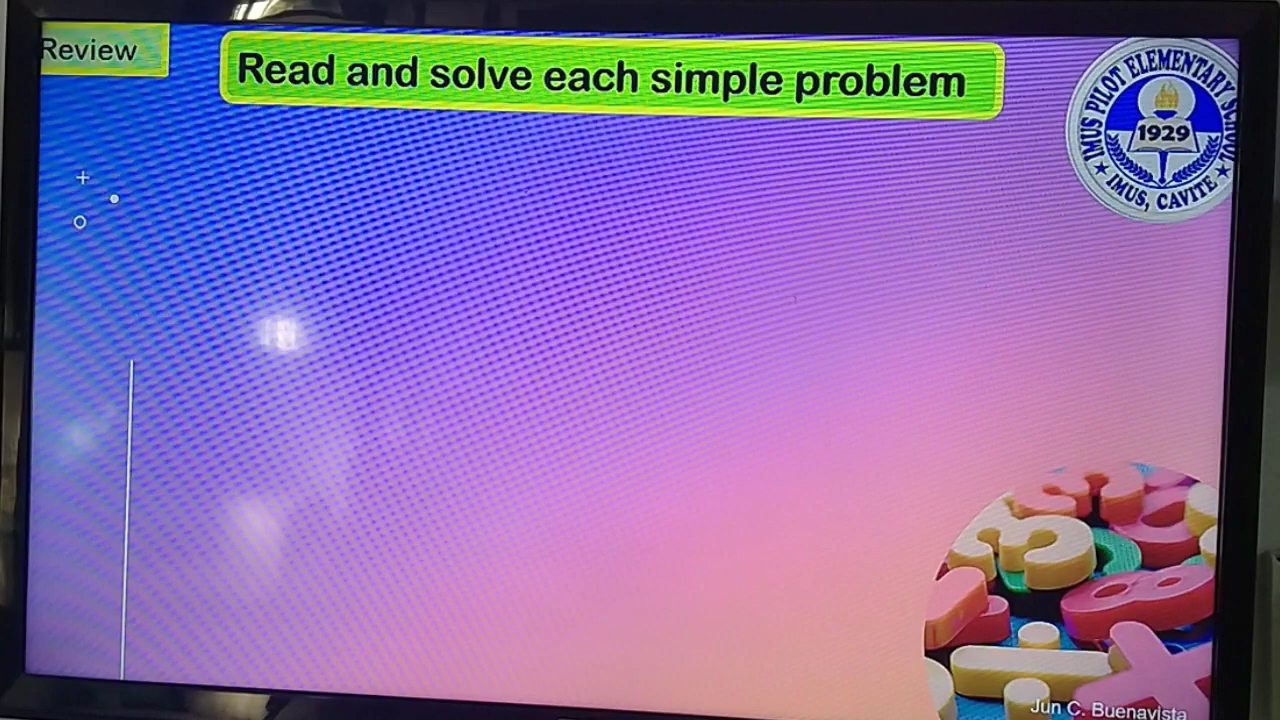 Review
Read and solve each simple problem
IMUS PILOT ELEMENTARY SCHOOL
1929
★ IMUS, CAVITE ★
Jun C. Buenavista